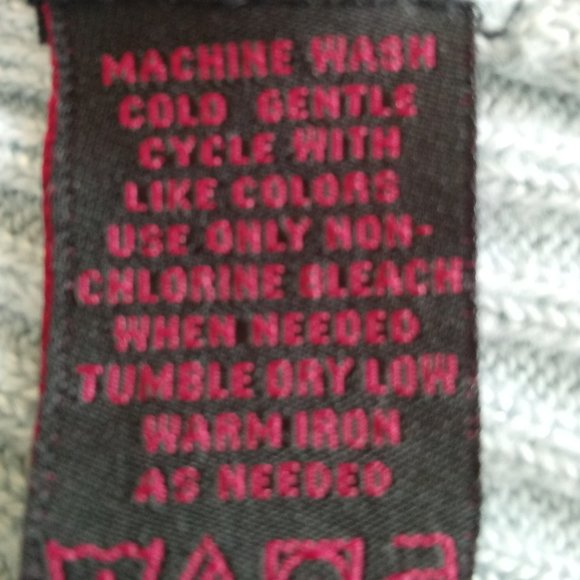 MACHINE WASH
COLD GENTLE
CYCLE WITH
LIKE COLORS
USE ONLY NON-
CHLORINE BLEACH
WHEN NEEDED
TUMBLE DRY LOW
WARM IRON
AS NEEDED